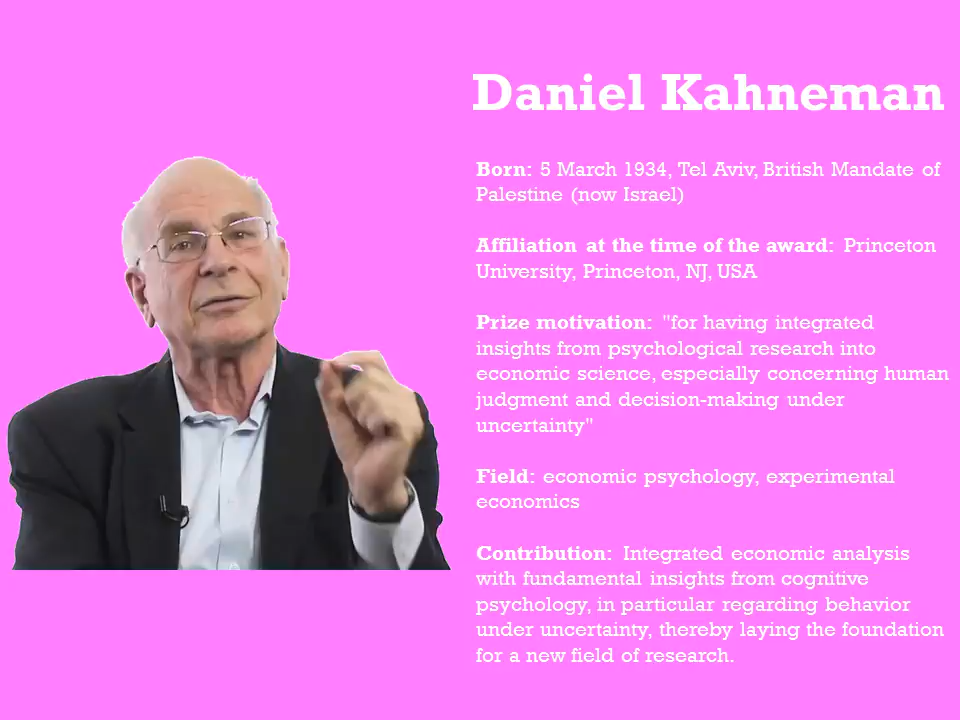 Daniel Kahneman
Born: 5 March 1934, Tel Aviv, British Mandate of
Palestine (now Israel)
Affiliation at the time of the award: Princeton
University, Princeton, NJ, USA
Prize motivation: "for having integrated
insights from psychological research into
economic science, especially concerning human
judgment and decision-making under
uncertainty"
Field: economic psychology, experimental
economics
Contribution: Integrated economic analysis
with fundamental insights from cognitive
psychology, in particular regarding behavior
under uncertainty, thereby laying the foundation
for a new field of research.